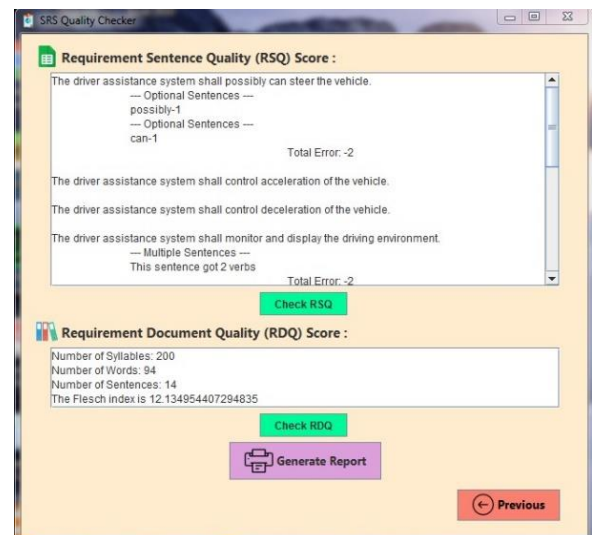 SRS Quality Checker
Requirement Sentence Quality (RSQ) Score :
The driver assistance system shall possibly can steer the vehicle.
--- Optional Sentences ---
possibly-1
--- Optional Sentences ---
can-1
Total Error: -2
The driver assistance system shall control acceleration of the vehicle.
The driver assistance system shall control deceleration of the vehicle.
The driver assistance system shall monitor and display the driving environment.
--- Multiple Sentences ---
This sentence got 2 verbs
Total Error: -2
Check RSQ
Requirement Document Quality (RDQ) Score :
Number of Syllables: 200
Number of Words: 94
Number of Sentences: 14
The Flesch index is 12.134954407294835
Check RDQ
Generate Report
Previous